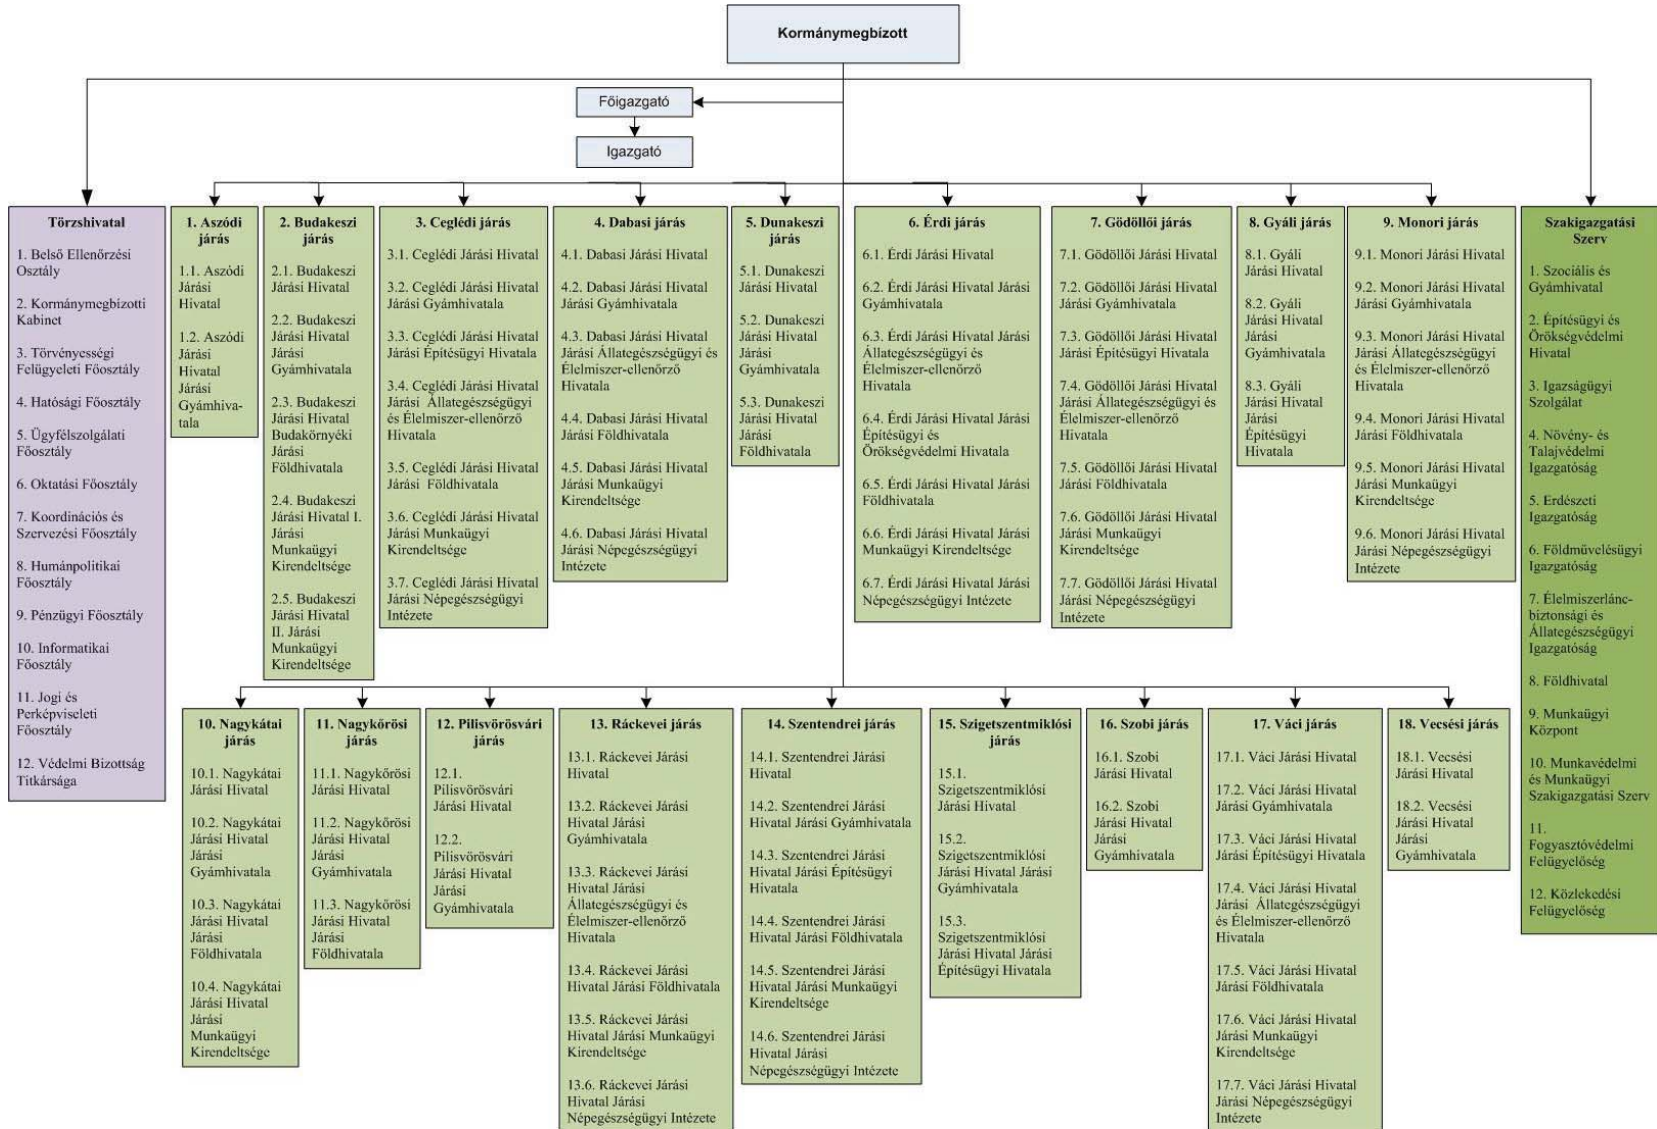 Kormánymegbízott
Főigazgató
Igazgató
Törzshivatal
1. Belső Ellenőrzési
Osztály
2. Kormánymegbízotti
Kabinet
3. Törvényességi
Felügyeleti Főosztály
4. Hatósági Főosztály
5. Ügyfélszolgálati
Főosztály
6. Oktatási Főosztály
7. Koordinációs és
Szervezési Főosztály
8. Humánpolitikai
Főosztály
9. Pénzügyi Főosztály
10. Informatikai
Főosztály
11. Jogi és
Perképviseleti
Főosztály
12. Védelmi Bizottság
Titkársága
1. Aszódi
járás
1.1. Aszódi
Járási
Hivatal
1.2. Aszódi
Járási
Hivatal
Járási
Gyámhiva-
tala
2. Budakeszi
járás
2.1. Budakeszi
Járási Hivatal
2.2. Budakeszi
Járási Hivatal
Járási
Gyámhivatala
2.3. Budakeszi
Járási Hivatal
Budakörnyéki
Járási
Földhivatala
2.4. Budakeszi
Járási Hivatal I.
Járási
Munkaügyi
Kirendeltsége
2.5. Budakeszi
Járási Hivatal
II. Járási
Munkaügyi
Kirendeltsége
3. Ceglédi járás
3.1. Ceglédi Járási Hivatal
3.2. Ceglédi Járási Hivatal
Járási Gyámhivatala
3.3. Ceglédi Járási Hivatal
Járási Építésügyi Hivatala
3.4. Ceglédi Járási Hivatal
Járási Állategészségügyi
és Élelmiszer-ellenőrző
Hivatala
3.5. Ceglédi Járási Hivatal
Járási Földhivatala
3.6. Ceglédi Járási Hivatal
Járási Munkaügyi
Kirendeltsége
3.7. Ceglédi Járási Hivatal
Járási Népegészségügyi
Intézete
4. Dabasi járás
4.1. Dabasi Járási Hivatal
4.2. Dabasi Járási Hivatal
Járási Gyámhivatala
4.3. Dabasi Járási Hivatal
Járási Állategészségügyi és
Élelmiszer-ellenőrző
Hivatala
4.4. Dabasi Járási Hivatal
Járási Földhivatala
4.5. Dabasi Járási Hivatal
Járási Munkaügyi
Kirendeltsége
4.6. Dabasi Járási Hivatal
Járási Népegészségügyi
Intézete
5. Dunakeszi
járás
5.1. Dunakeszi
Járási Hivatal
5.2. Dunakeszi
Járási Hivatal
Járási
Gyámhivatala
5.3. Dunakeszi
Járási Hivatal
Járási
Földhivatala
6. Érdi járás
6.1. Érdi Járási Hivatal
6.2. Érdi Járási Hivatal Járási
Gyámhivatala
6.3. Érdi Járási Hivatal Járási
Állategészségügyi és
Élelmiszer-ellenőrző
Hivatala
6.4. Érdi Járási Hivatal Járási
Építésügyi és
Örökségvédelmi Hivatala
6.5. Érdi Járási Hivatal Járási
Földhivatala
6.6. Érdi Járási Hivatal Járási
Munkaügyi Kirendeltsége
6.7. Érdi Járási Hivatal Járási
Népegészségügyi Intézete
7. Gödöllői járás
7.1. Gödöllői Járási Hivatal
7.2. Gödöllői Járási Hivatal
Járási Gyámhivatala
7.3. Gödöllői Járási Hivatal
Járási Építésügyi Hivatala
7.4. Gödöllői Járási Hivatal
Járási Állategészségügyi és
Élelmiszer-ellenőrző
Hivatala
7.5. Gödöllői Járási Hivatal
Járási Földhivatala
7.6. Gödöllői Járási Hivatal
Járási Munkaügyi
Kirendeltsége
7.7. Gödöllői Járási Hivatal
Járási Népegészségügyi
Intézete
8. Gyáli járás
8.1. Gyáli
Járási Hivatal
8.2. Gyáli
Járási Hivatal
Járási
Gyámhivatala
8.3. Gyáli
Járási Hivatal
Járási
Építésügyi
Hivatala
9. Monori járás
9.1. Monori Járási Hivatal
9.2. Monori Járási Hivatal
Járási Gyámhivatala
9.3. Monori Járási Hivatal
Járási Állategészségügyi
és Élelmiszer-ellenőrző
Hivatala
9.4. Monori Járási Hivatal
Járási Földhivatala
9.5. Monori Járási Hivatal
Járási Munkaügyi
Kirendeltsége
9.6. Monori Járási Hivatal
Járási Népegészségügyi
Intézete
Szakigazgatási
Szerv
1. Szociális és
Gyámhivatal
2. Építésügyi és
Örökségvédelmi
Hivatal
3. Igazságügyi
Szolgálat
4. Növény- és
Talajvédelmi
Igazgatóság
5. Erdészeti
Igazgatóság
6. Földművelésügyi
Igazgatóság
7. Élelmiszerlánc-
biztonsági és
Állategészségügyi
Igazgatóság
8. Földhivatal
9. Munkaügyi
Központ
10. Munkavédelmi
és Munkaügyi
Szakigazgatási Szerv
11.
Fogyasztóvédelmi
Felügyelőség
12. Közlekedési
Felügyelőség
10. Nagykátai
járás
10.1. Nagykátai
Járási Hivatal
10.2. Nagykátai
Járási Hivatal
Járási
Gyámhivatala
10.3. Nagykátai
Járási Hivatal
Járási
Földhivatala
10.4. Nagykátai
Járási Hivatal
Járási
Munkaügyi
Kirendeltsége
11. Nagykőrösi
járás
11.1. Nagykőrösi
Járási Hivatal
11.2. Nagykőrösi
Járási Hivatal
Járási
Gyámhivatala
11.3. Nagykőrösi
Járási Hivatal
Járási
Földhivatala
12. Pilisvörösvári
járás
12.1.
Pilisvörösvári
Járási Hivatal
12.2.
Pilisvörösvári
Járási Hivatal
Járási
Gyámhivatala
13. Ráckevei járás
13.1. Ráckevei Járási
Hivatal
13.2. Ráckevei Járási
Hivatal Járási
Gyámhivatala
13.3. Ráckevei Járási
Hivatal Járási
Állategészségügyi és
Élelmiszer-ellenőrző
Hivatala
13.4. Ráckevei Járási
Hivatal Járási Földhivatala
13.5. Ráckevei Járási
Hivatal Járási Munkaügyi
Kirendeltsége
13.6. Ráckevei Járási
Hivatal Járási
Népegészségügyi Intézete
14. Szentendrei járás
14.1. Szentendrei Járási
Hivatal
14.2. Szentendrei Járási
Hivatal Járási Gyámhivatala
14.3. Szentendrei Járási
Hivatal Járási Építésügyi
Hivatala
14.4. Szentendrei Járási
Hivatal Járási Földhivatala
14.5. Szentendrei Járási
Hivatal Járási Munkaügyi
Kirendeltsége
14.6. Szentendrei Járási
Hivatal Járási
Népegészségügyi Intézete
15. Szigetszentmiklósi
járás
15.1.
Szigetszentmiklósi
Járási Hivatal
15.2.
Szigetszentmiklósi
Járási Hivatal Járási
Gyámhivatala
15.3.
Szigetszentmiklósi
Járási Hivatal Járási
Építésügyi Hivatala
16. Szobi járás
16.1. Szobi
Járási Hivatal
16.2. Szobi
Járási Hivatal
Járási
Gyámhivatala
17. Váci járás
17.1. Váci Járási Hivatal
17.2. Váci Járási Hivatal
Járási Gyámhivatala
17.3. Váci Járási Hivatal
Járási Építésügyi Hivatala
17.4. Váci Járási Hivatal
Járási Állategészségügyi
és Élelmiszer-ellenőrző
Hivatala
17.5. Váci Járási Hivatal
Járási Földhivatala
17.6. Váci Járási Hivatal
Járási Munkaügyi
Kirendeltsége
17.7. Váci Járási Hivatal
Járási Népegészségügyi
Intézete
18. Vecsési járás
18.1. Vecsési
Járási Hivatal
18.2. Vecsési
Járási Hivatal
Járási
Gyámhivatala